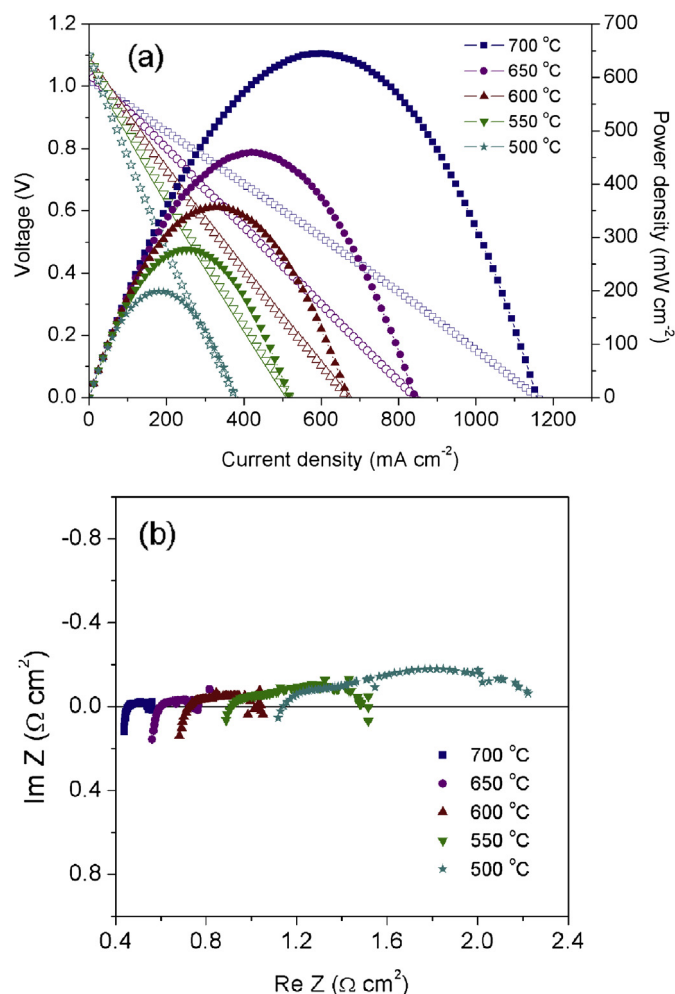 (a)
700 °C
650 °C
600 °C
550 °C
500 °C
1.2
1.0
0.8
0.6
0.4
0.2
0.0
Voltage (V)
700
600
500
400
300
200
100
0
Power density (mW cm⁻²)
0 200 400 600 800 1000 1200
Current density (mA cm⁻²)
(b)
-0.8
-0.4
0.0
0.4
0.8
Im Z (Ω cm²)
700 °C
650 °C
600 °C
550 °C
500 °C
0.4 0.8 1.2 1.6 2.0 2.4
Re Z (Ω cm²)